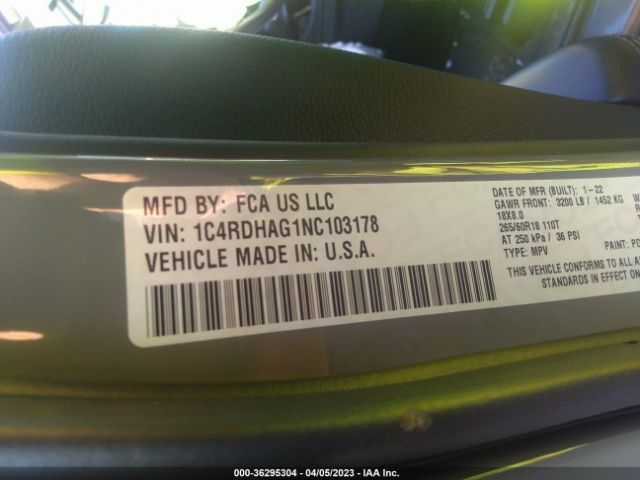 MFD BY: FCA US LLC
VIN: 1C4RDHAG1NC103178
VEHICLE MADE IN: U.S.A.
DATE OF MFR (BUILT): 1-22
GAWR FRONT: 3200 LB / 1452 KG
18X8.0
265/60R18 110T
AT 250 kPa / 36 PSI
TYPE: MPV
PAINT:
THIS VEHICLE CONFORMS TO ALL
STANDARDS IN EFFECT
000-36295304 - 04/05/2023 - IAA Inc.